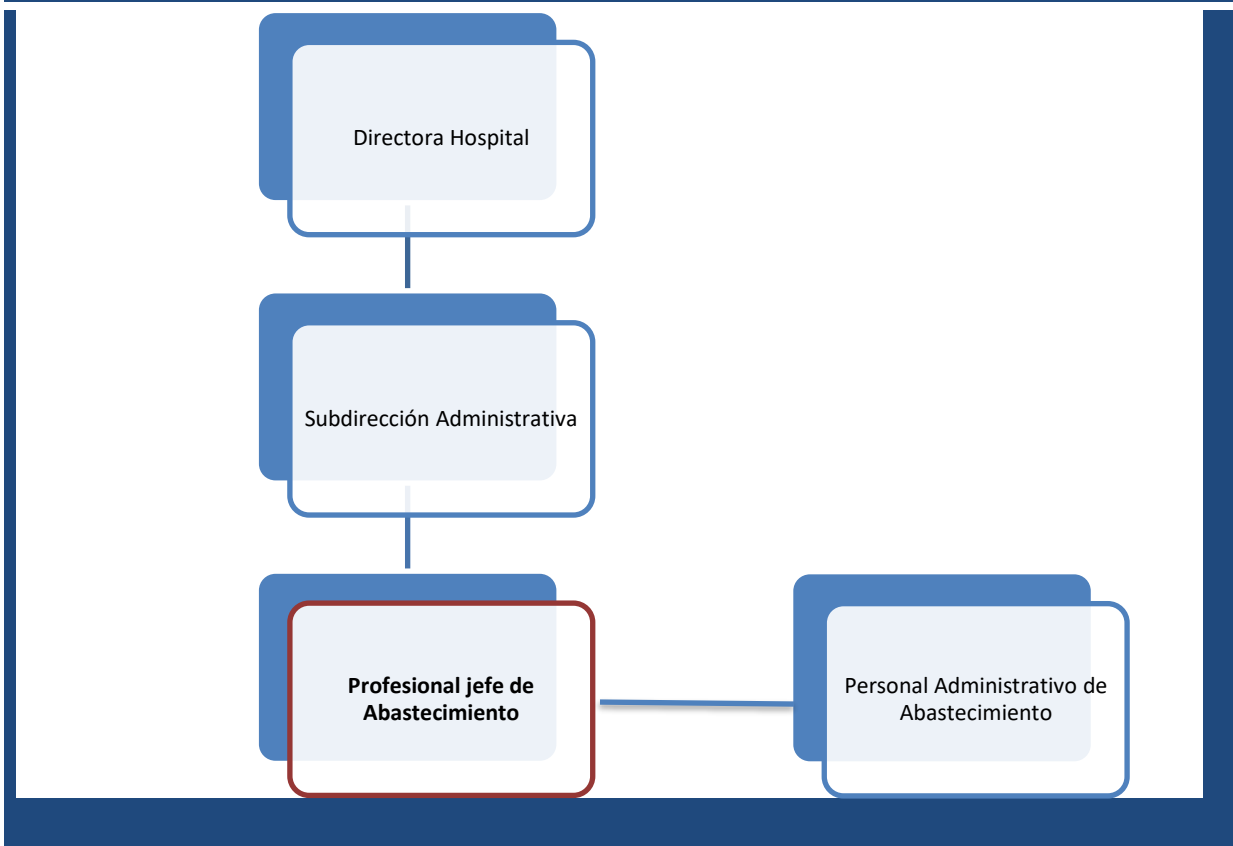 Directora Hospital
Subdirección Administrativa
Profesional jefe de
Abastecimiento
Personal Administrativo de
Abastecimiento